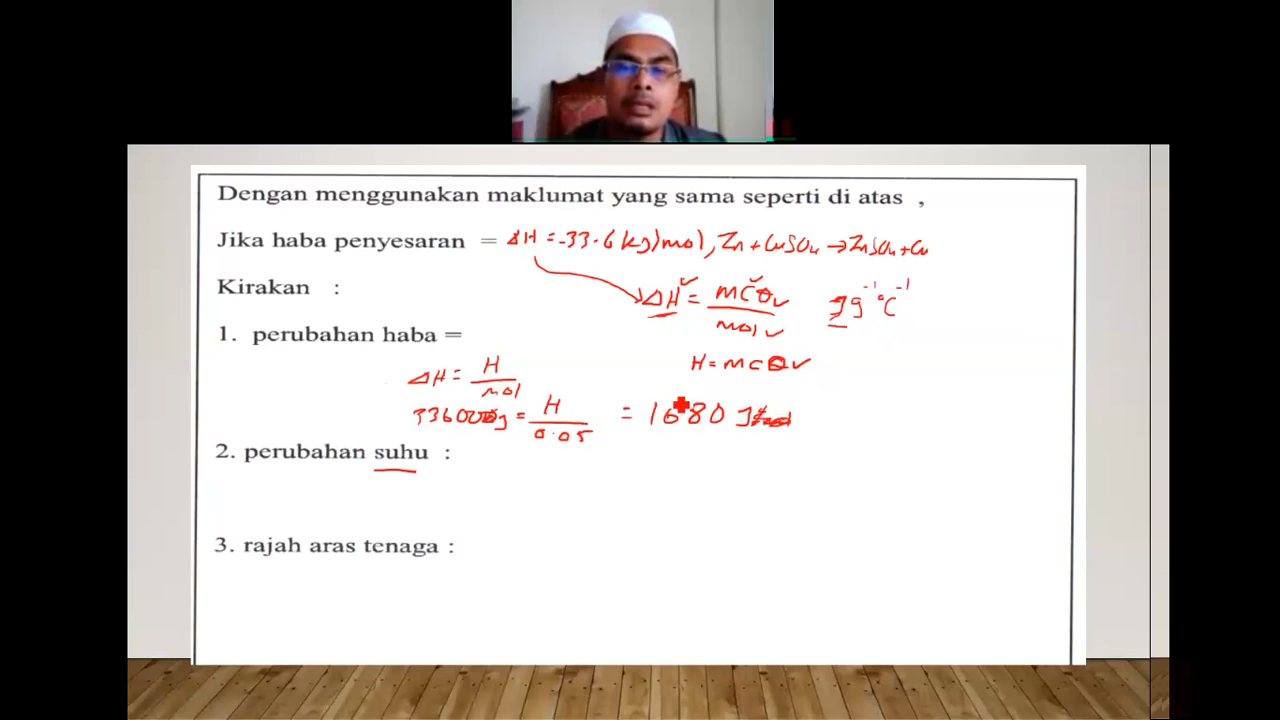 Dengan menggunakan maklumat yang sama seperti di atas ,
Jika haba penyesaran = ΔH = -33.6 kJ/mol, Zn + CuSO4 → ZnSO4 + Cu
Kirakan :
ΔH = mcθ / mol
J g⁻¹ °C⁻¹
1. perubahan haba =
H = mcθ
ΔH = H / mol
= H / 0.05 = 1680 J
2. perubahan suhu :
3. rajah aras tenaga :